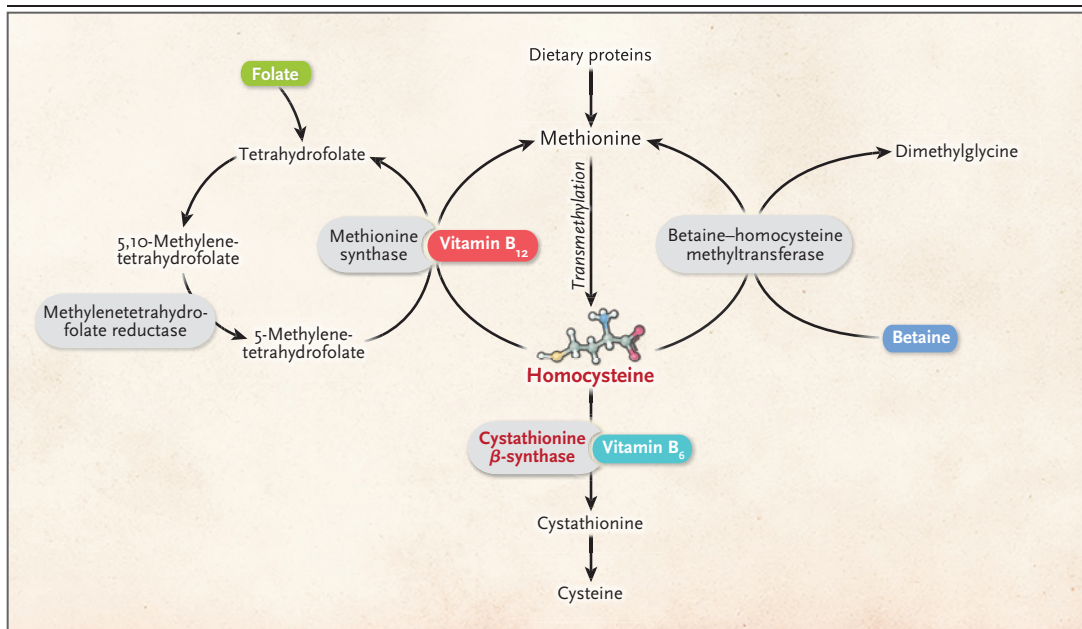 Dietary proteins
Folate
Methionine
Tetrahydrofolate
Dimethylglycine
Transmethylation
5,10-Methylene-
tetrahydrofolate
Methionine
synthase
Vitamin B12
Betaine–homocysteine
methyltransferase
Methylenetetrahydro-
folate reductase
5-Methylene-
tetrahydrofolate
Betaine
Homocysteine
Cystathionine
β-synthase
Vitamin B6
Cystathionine
Cysteine